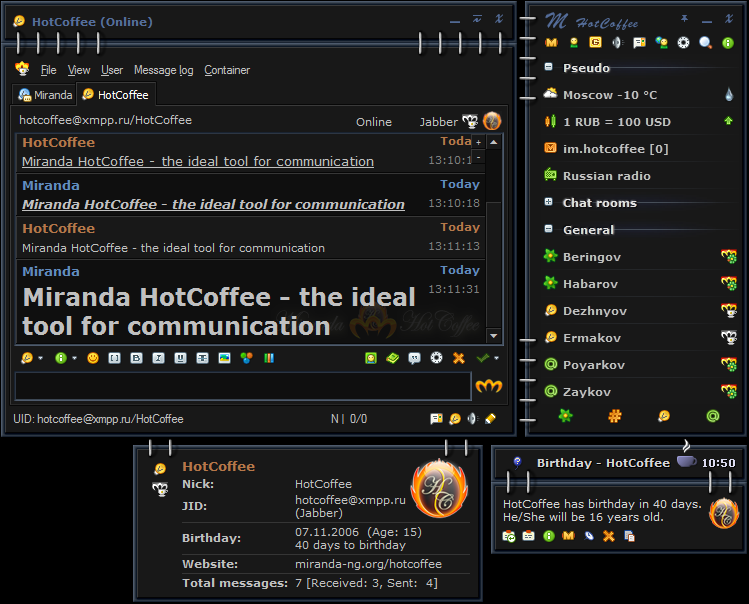 HotCoffee (Online)
File View User Message log Container
Miranda HotCoffee
hotcoffee@xmpp.ru/HotCoffee Online Jabber
HotCoffee Toda
Miranda HotCoffee - the ideal tool for communication 13:10:1
Miranda Today
Miranda HotCoffee - the ideal tool for communication 13:10:18
HotCoffee Today
Miranda HotCoffee - the ideal tool for communication 13:11:13
Miranda Today
Miranda HotCoffee - the ideal 13:11:31
tool for communication
Miranda HotCoffee
UID: hotcoffee@xmpp.ru/HotCoffee N | 0/0
M HotCoffee
Pseudo
Moscow -10 °C
1 RUB = 100 USD
im.hotcoffee [0]
Russian radio
Chat rooms
General
Beringov
Habarov
Dezhnyov
Ermakov
Poyarkov
Zaykov
HotCoffee
Nick: HotCoffee
JID: hotcoffee@xmpp.ru
(Jabber)
Birthday: 07.11.2006 (Age: 15)
40 days to birthday
Website: miranda-ng.org/hotcoffee
Total messages: 7 [Received: 3, Sent: 4]
HC
Birthday - HotCoffee 10:50
HotCoffee has birthday in 40 days.
He/She will be 16 years old.